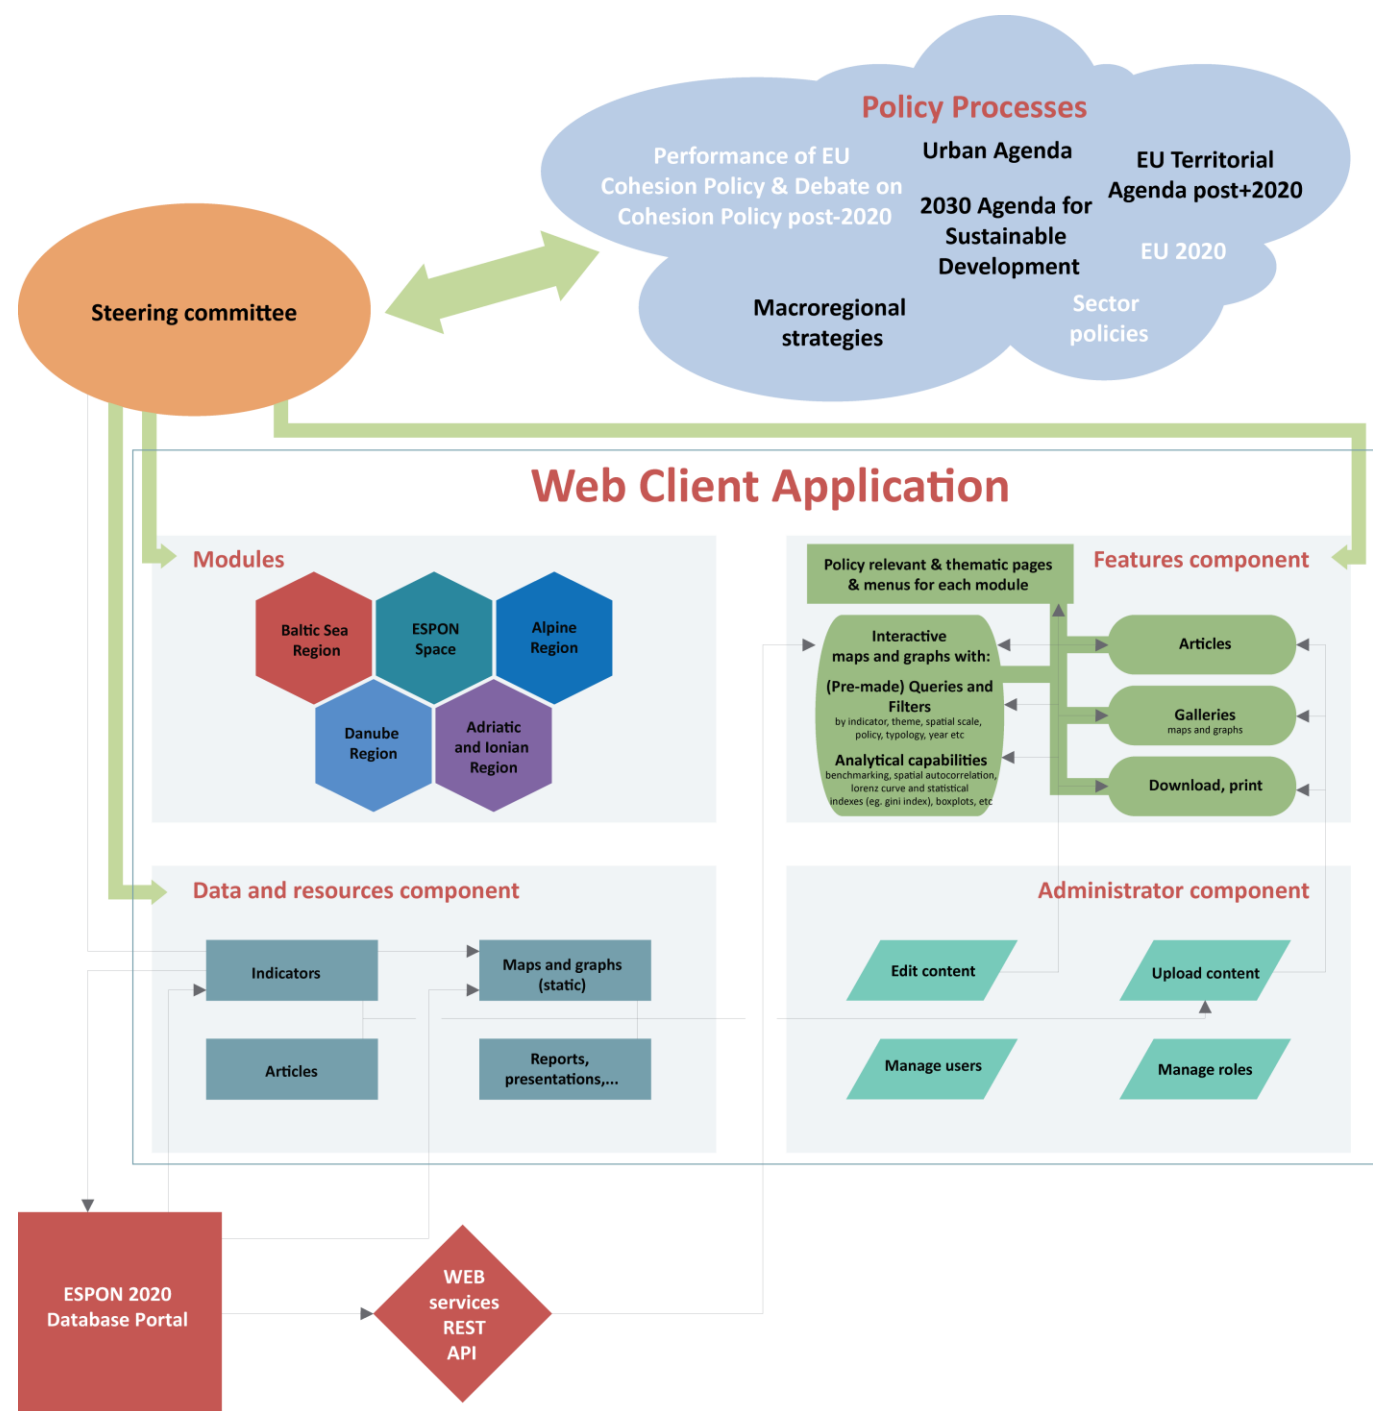 Policy Processes
Performance of EU
Cohesion Policy & Debate on
Cohesion Policy post-2020
Urban Agenda
2030 Agenda for
Sustainable
Development
EU Territorial
Agenda post+2020
EU 2020
Sector
policies
Macroregional
strategies
Steering committee
Web Client Application
Modules
Baltic Sea
Region
ESPON
Space
Alpine
Region
Danube
Region
Adriatic
and Ionian
Region
Features component
Policy relevant & thematic pages
& menus for each module
Interactive
maps and graphs with:
(Pre-made) Queries and
Filters
by indicator, theme, spatial scale,
policy, typology, year etc
Analytical capabilities
benchmarking, spatial autocorrelation,
lorenz curve and statistical
indexes (eg. gini index), boxplots, etc
Articles
Galleries
maps and graphs
Download, print
Data and resources component
Indicators
Maps and graphs
(static)
Articles
Reports,
presentations,...
Administrator component
Edit content
Upload content
Manage users
Manage roles
ESPON 2020
Database Portal
WEB
services
REST
API